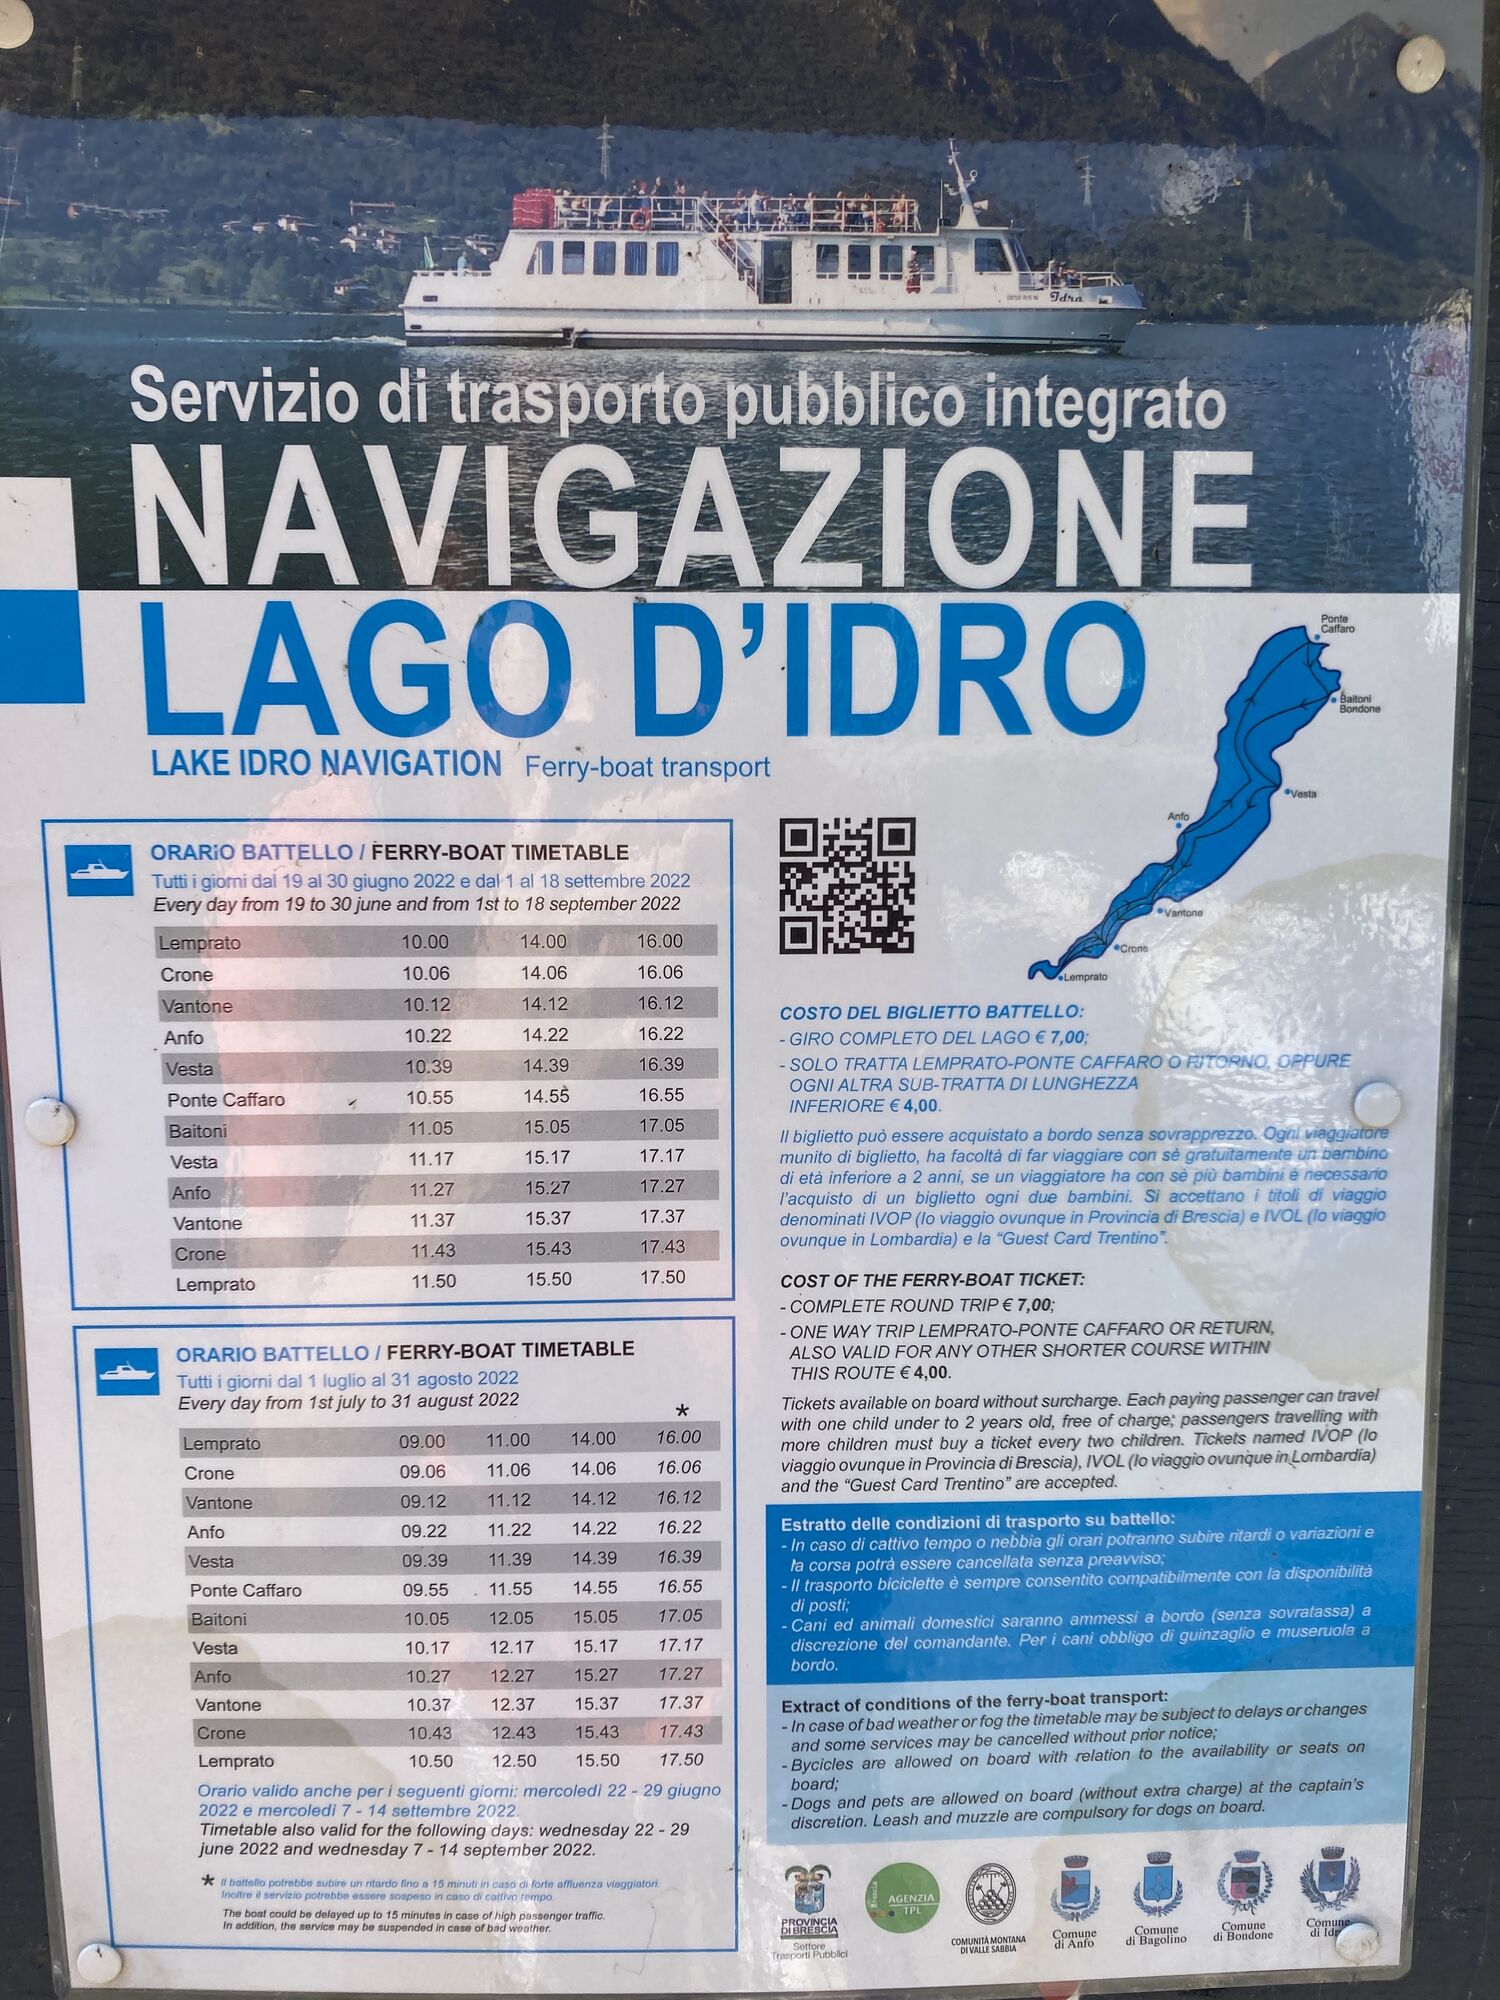 Idra
Servizio di trasporto pubblico integrato
NAVIGAZIONE
LAGO D'IDRO
LAKE IDRO NAVIGATION Ferry-boat transport
Ponte
Caffaro
Baitoni
Bondone
Vesta
Anfo
Vantone
Crone
Lemprato
ORARIO BATTELLO / FERRY-BOAT TIMETABLE
Tutti i giorni dal 19 al 30 giugno 2022 e dal 1 al 18 settembre 2022
Every day from 19 to 30 june and from 1st to 18 september 2022
Lemprato 10.00 14.00 16.00
Crone 10.06 14.06 16.06
Vantone 10.12 14.12 16.12
Anfo 10.22 14.22 16.22
Vesta 10.39 14.39 16.39
Ponte Caffaro 10.55 14.55 16.55
Baitoni 11.05 15.05 17.05
Vesta 11.17 15.17 17.17
Anfo 11.27 15.27 17.27
Vantone 11.37 15.37 17.37
Crone 11.43 15.43 17.43
Lemprato 11.50 15.50 17.50
ORARIO BATTELLO / FERRY-BOAT TIMETABLE
Tutti i giorni dal 1 luglio al 31 agosto 2022
Every day from 1st july to 31 august 2022
*
Lemprato 09.00 11.00 14.00 16.00
Crone 09.06 11.06 14.06 16.06
Vantone 09.12 11.12 14.12 16.12
Anfo 09.22 11.22 14.22 16.22
Vesta 09.39 11.39 14.39 16.39
Ponte Caffaro 09.55 11.55 14.55 16.55
Baitoni 10.05 12.05 15.05 17.05
Vesta 10.17 12.17 15.17 17.17
Anfo 10.27 12.27 15.27 17.27
Vantone 10.37 12.37 15.37 17.37
Crone 10.43 12.43 15.43 17.43
Lemprato 10.50 12.50 15.50 17.50
Orario valido anche per i seguenti giorni: mercoledì 22 - 29 giugno
2022 e mercoledì 7 - 14 settembre 2022.
Timetable also valid for the following days: wednesday 22 - 29
june 2022 and wednesday 7 - 14 september 2022.
* Il battello potrebbe subire un ritardo fino a 15 minuti in caso di forte affluenza viaggiatori.
Inoltre il servizio potrebbe essere sospeso in caso di cattivo tempo.
The boat could be delayed up to 15 minutes in case of high passenger traffic.
In addition, the service may be suspended in case of bad weather.
COSTO DEL BIGLIETTO BATTELLO:
- GIRO COMPLETO DEL LAGO € 7,00;
- SOLO TRATTA LEMPRATO-PONTE CAFFARO O RITORNO, OPPURE
OGNI ALTRA SUB-TRATTA DI LUNGHEZZA
INFERIORE € 4,00.
Il biglietto può essere acquistato a bordo senza sovrapprezzo. Ogni viaggiatore
munito di biglietto, ha facoltà di far viaggiare con sè gratuitamente un bambino
di età inferiore a 2 anni, se un viaggiatore ha con sè più bambini è necessario
l'acquisto di un biglietto ogni due bambini. Si accettano i titoli di viaggio
denominati IVOP (Io viaggio ovunque in Provincia di Brescia) e IVOL (Io viaggio
ovunque in Lombardia) e la "Guest Card Trentino".
COST OF THE FERRY-BOAT TICKET:
- COMPLETE ROUND TRIP € 7,00;
- ONE WAY TRIP LEMPRATO-PONTE CAFFARO OR RETURN,
ALSO VALID FOR ANY OTHER SHORTER COURSE WITHIN
THIS ROUTE € 4,00.
Tickets available on board without surcharge. Each paying passenger can travel
with one child under to 2 years old, free of charge; passengers travelling with
more children must buy a ticket every two children. Tickets named IVOP (Io
viaggio ovunque in Provincia di Brescia), IVOL (Io viaggio ovunque in Lombardia)
and the "Guest Card Trentino" are accepted.
Estratto delle condizioni di trasporto su battello:
- In caso di cattivo tempo o nebbia gli orari potranno subire ritardi o variazioni e
la corsa potrà essere cancellata senza preavviso;
- Il trasporto biciclette è sempre consentito compatibilmente con la disponibilità
di posti;
- Cani ed animali domestici saranno ammessi a bordo (senza sovratassa) a
discrezione del comandante. Per i cani obbligo di guinzaglio e museruola a
bordo.
Extract of conditions of the ferry-boat transport:
- In case of bad weather or fog the timetable may be subject to delays or changes
and some services may be cancelled without prior notice;
- Bycicles are allowed on board with relation to the availability or seats on
board;
- Dogs and pets are allowed on board (without extra charge) at the captain's
discretion. Leash and muzzle are compulsory for dogs on board.
PROVINCIA
DI BRESCIA
Settore
Trasporti Pubblici
Brescia
AGENZIA
TPL
COMUNITÀ MONTANA
DI VALLE SABBIA
Comune
di Anfo
Comune
di Bagolino
Comune
di Bondone
Comune
di